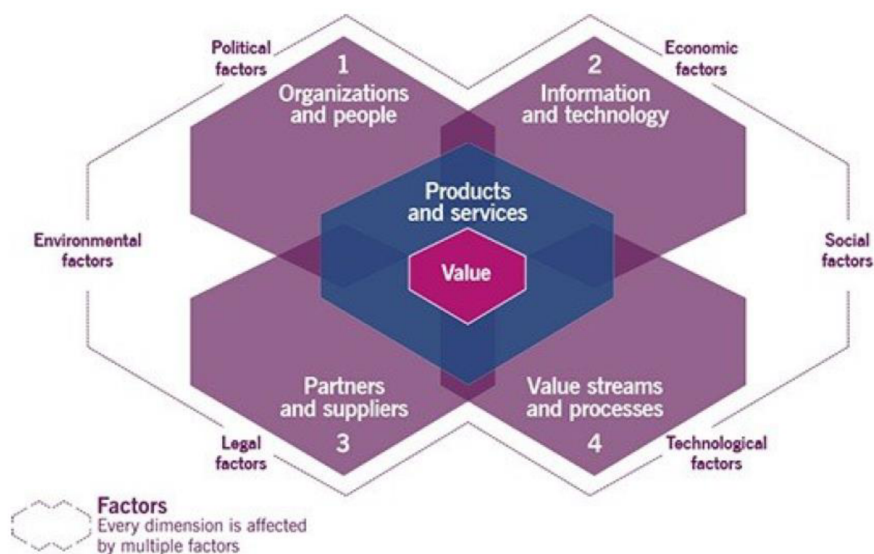 Political
factors
Economic
factors
1
Organizations
and people
2
Information
and technology
Products
and services
Environmental
factors
Value
Social
factors
Partners
and suppliers
3
Value streams
and processes
4
Legal
factors
Technological
factors
Factors
Every dimension is affected
by multiple factors